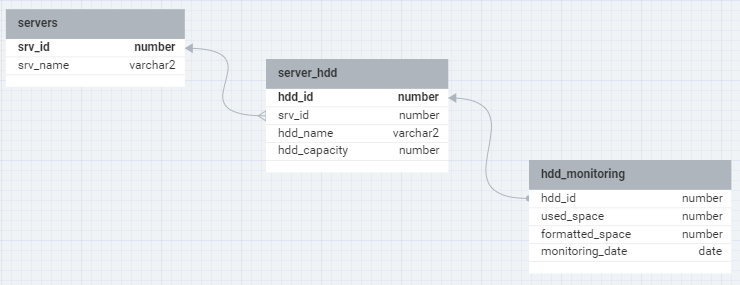 servers
srv_id number
srv_name varchar2
server_hdd
hdd_id number
srv_id number
hdd_name varchar2
hdd_capacity number
hdd_monitoring
hdd_id number
used_space number
formatted_space number
monitoring_date date